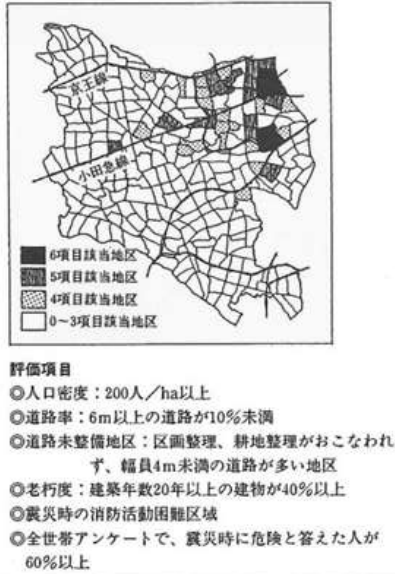 京王線
小田急線
6項目該当地区
5項目該当地区
4項目該当地区
0～3項目該当地区
評価項目
◎人口密度：200人／ha以上
◎道路率：6m以上の道路が10％未満
◎道路未整備地区：区画整理、耕地整理がおこなわれ
ず、幅員4m未満の道路が多い地区
◎老朽度：建築年数20年以上の建物が40％以上
◎震災時の消防活動困難区域
◎全世帯アンケートで、震災時に危険と答えた人が
60％以上